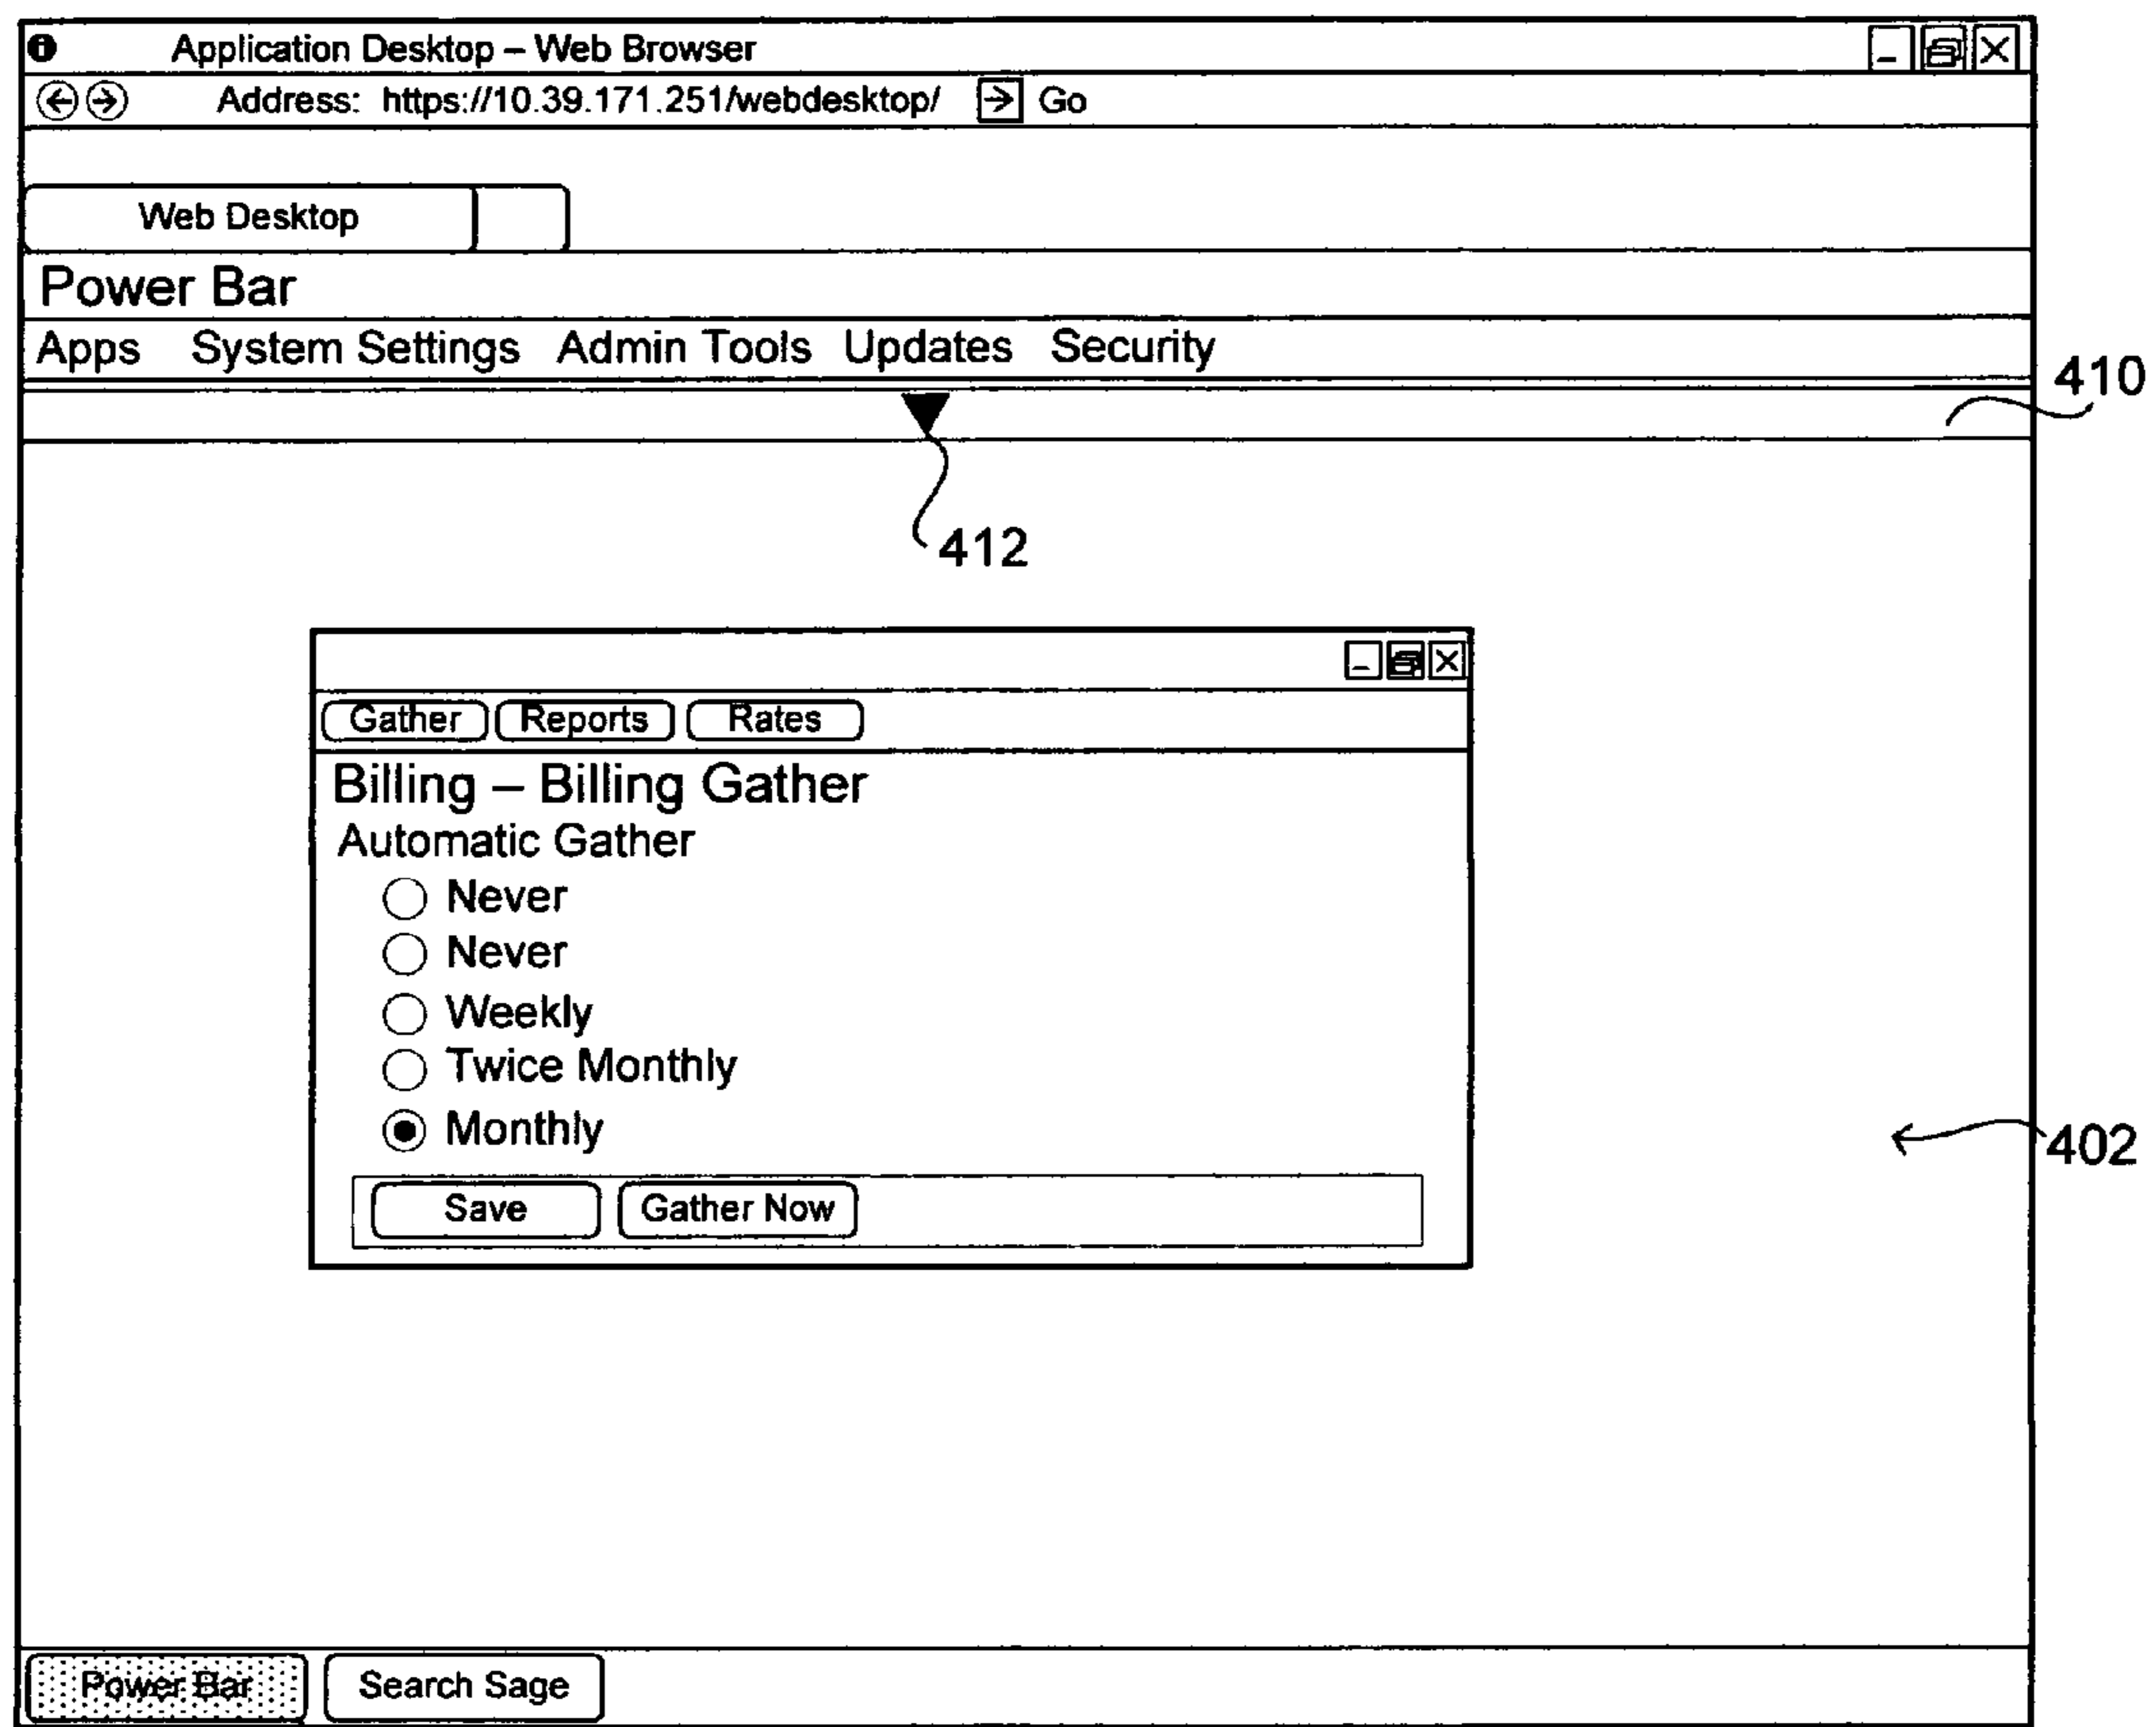 Application Desktop – Web Browser
Address: https://10.39.171.251/webdesktop/ Go
Web Desktop
Power Bar
Apps System Settings Admin Tools Updates Security
410
412
Gather Reports Rates
Billing – Billing Gather
Automatic Gather
Never
Never
Weekly
Twice Monthly
Monthly
402
Save Gather Now
Power Bar Search Sage